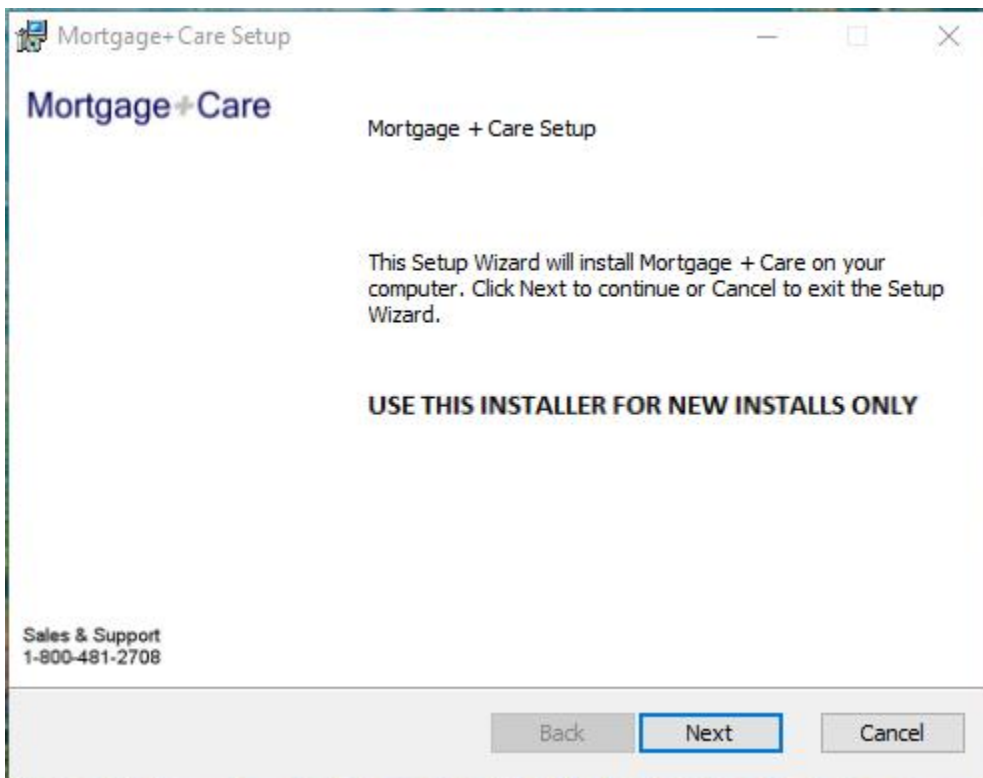 Mortgage+Care Setup
Mortgage+Care
Mortgage + Care Setup
This Setup Wizard will install Mortgage + Care on your
computer. Click Next to continue or Cancel to exit the Setup
Wizard.
USE THIS INSTALLER FOR NEW INSTALLS ONLY
Sales & Support
1-800-481-2708
Back
Next
Cancel